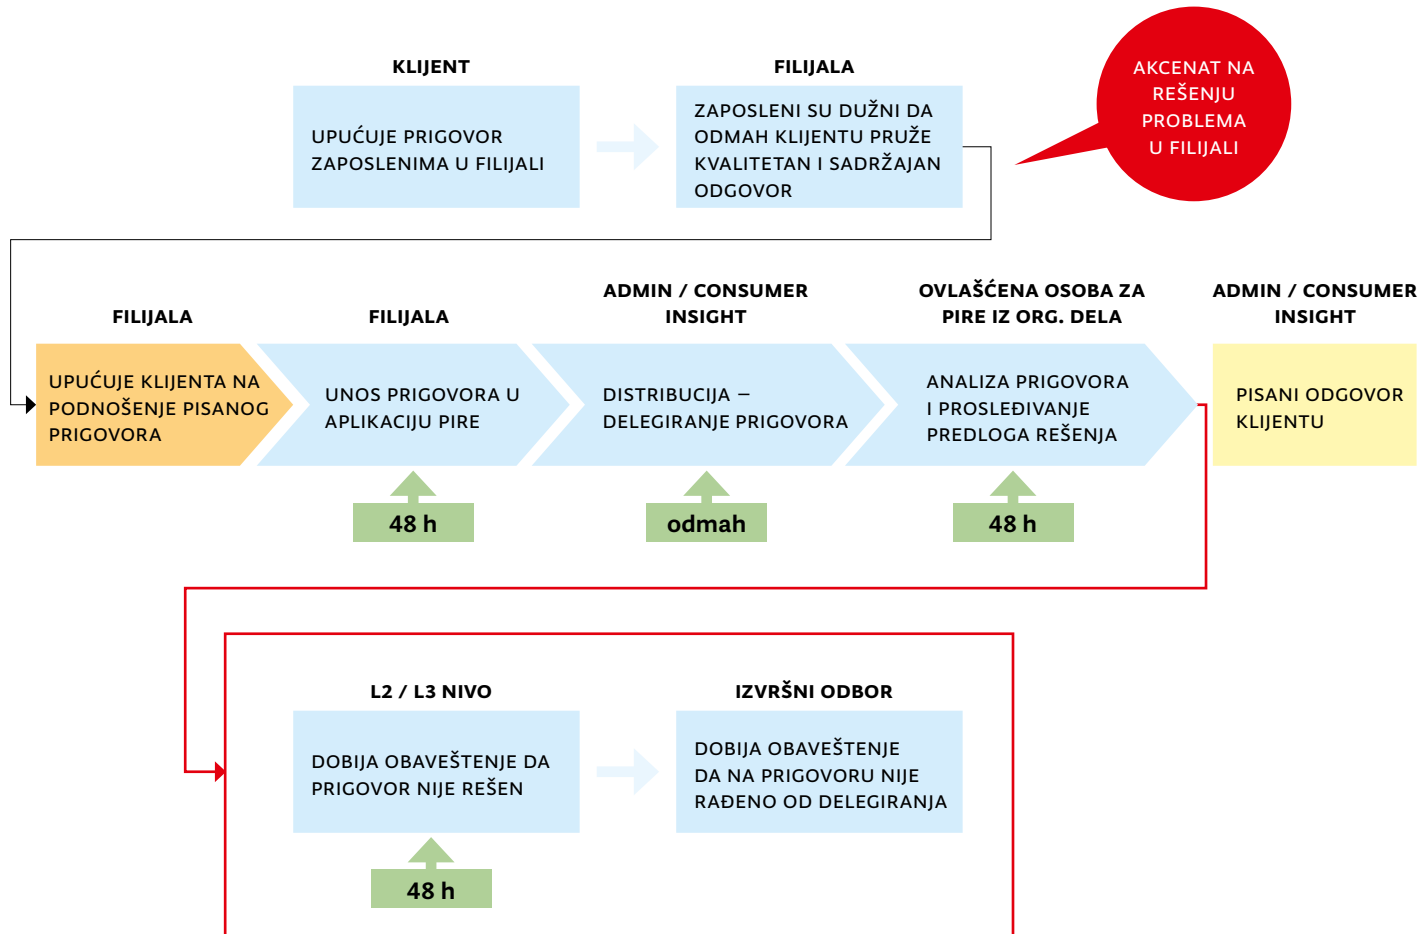 KLIJENT
UPUĆUJE PRIGOVOR
ZAPOSLENIMA U FILIJALI
FILIJALA
ZAPOSLENI SU DUŽNI DA
ODMAH KLIJENTU PRUŽE
KVALITETAN I SADRŽAJAN
ODGOVOR
AKCENAT NA
REŠENJU
PROBLEMA
U FILIJALI
FILIJALA
UPUĆUJE KLIJENTA NA
PODNOŠENJE PISANOG
PRIGOVORA
FILIJALA
UNOS PRIGOVORA U
APLIKACIJU PIRE
48 h
ADMIN / CONSUMER
INSIGHT
DISTRIBUCIJA –
DELEGIRANJE PRIGOVORA
odmah
OVLAŠĆENA OSOBA ZA
PIRE IZ ORG. DELA
ANALIZA PRIGOVORA
I PROSLEĐIVANJE
PREDLOGA REŠENJA
48 h
ADMIN / CONSUMER
INSIGHT
PISANI ODGOVOR
KLIJENTU
L2 / L3 NIVO
DOBIJA OBAVEŠTENJE DA
PRIGOVOR NIJE REŠEN
48 h
IZVRŠNI ODBOR
DOBIJA OBAVEŠTENJE
DA NA PRIGOVORU NIJE
RAĐENO OD DELEGIRANJA